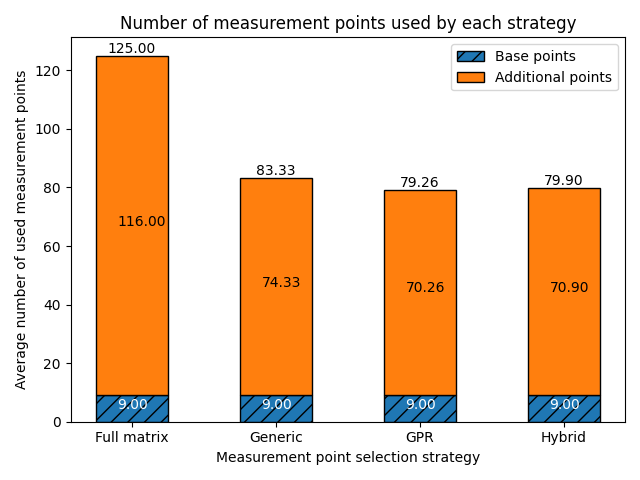 Number of measurement points used by each strategy
Base points
Additional points
Average number of used measurement points
120
100
80
60
40
20
0
125.00
83.33
79.26
79.90
116.00
74.33
70.26
70.90
9.00
9.00
9.00
9.00
Full matrix
Generic
GPR
Hybrid
Measurement point selection strategy